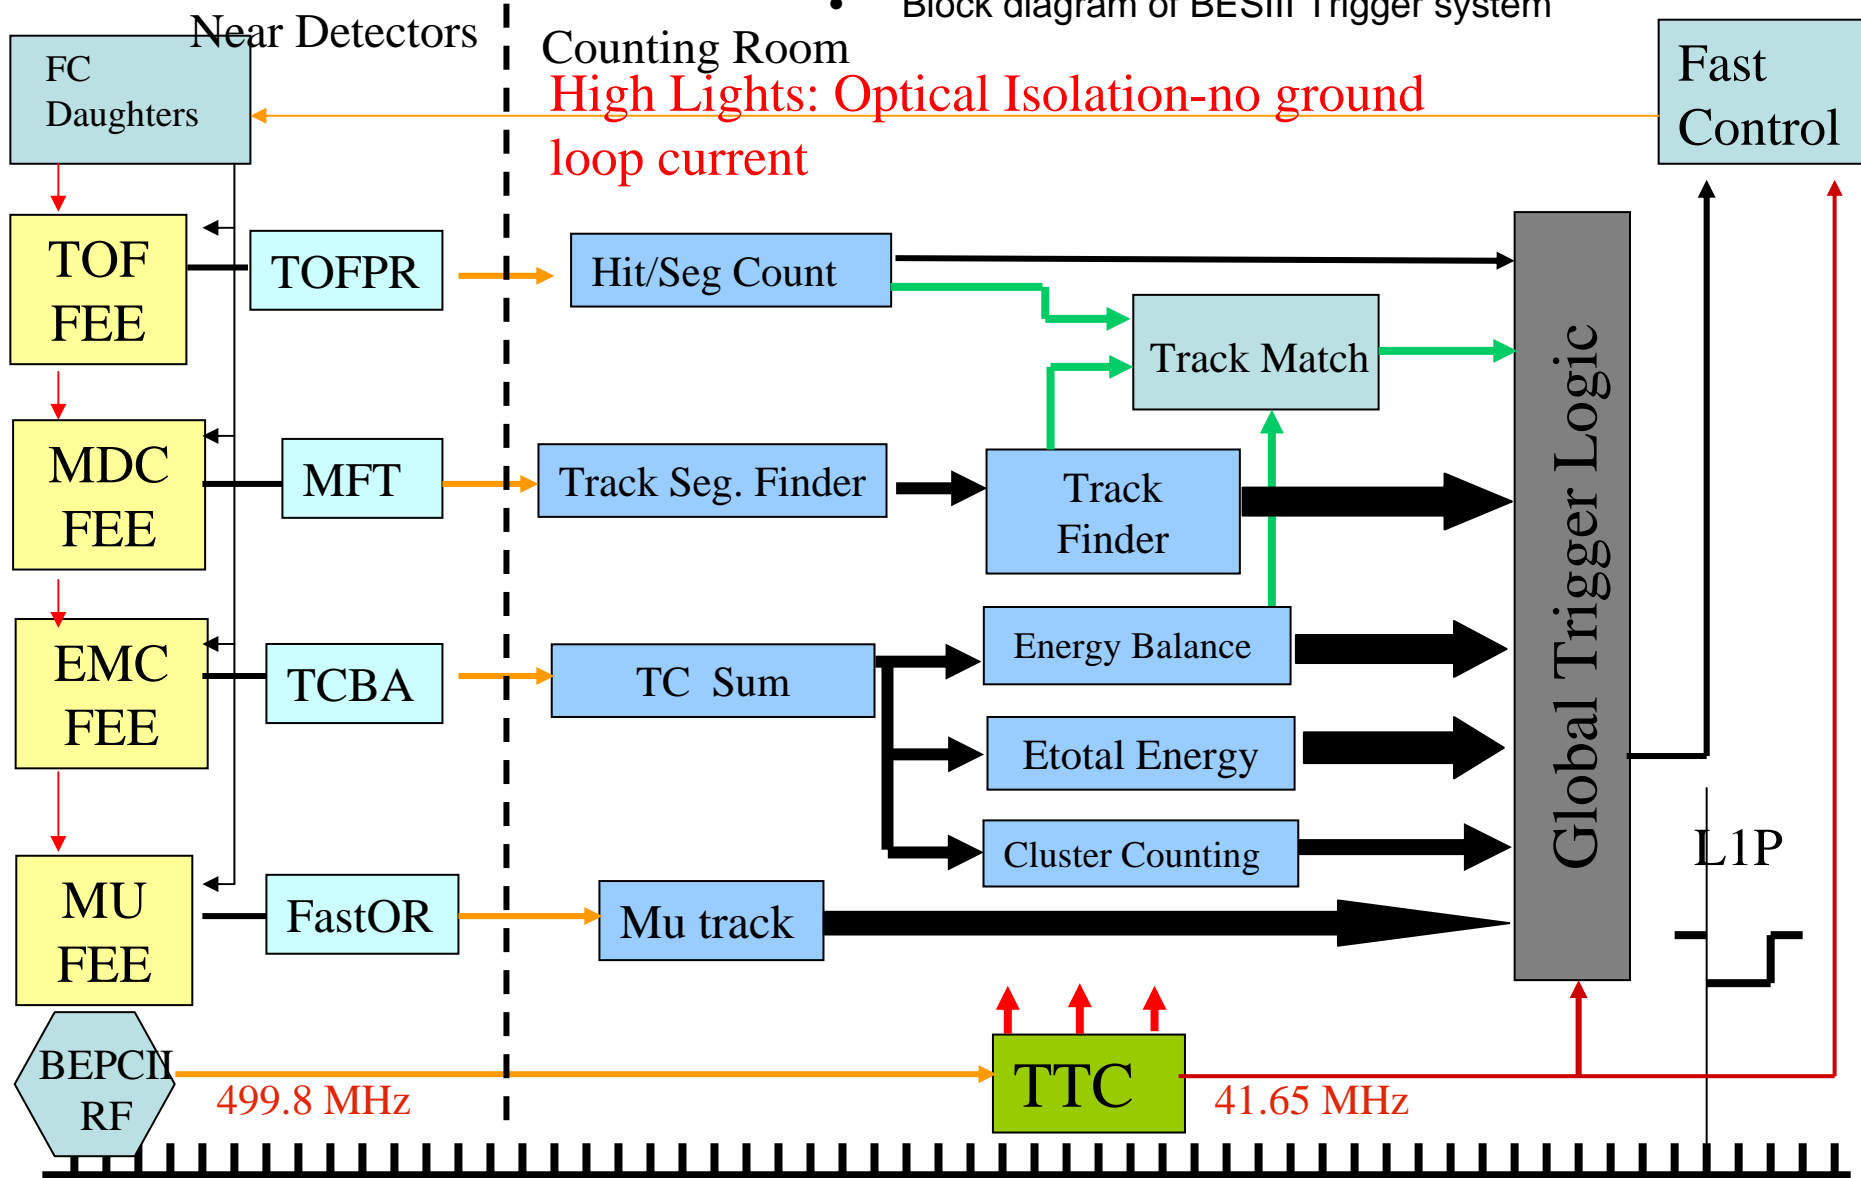 • Block diagram of BESIII Trigger system
Near Detectors
Counting Room
High Lights: Optical Isolation-no ground
loop current
FC
Daughters
Fast
Control
TOF
FEE
TOFPR
Hit/Seg Count
Track Match
MDC
FEE
MFT
Track Seg. Finder
Track
Finder
Global Trigger Logic
EMC
FEE
TCBA
TC Sum
Energy Balance
Etotal Energy
Cluster Counting
L1P
MU
FEE
FastOR
Mu track
BEPCII
RF
499.8 MHz
TTC
41.65 MHz